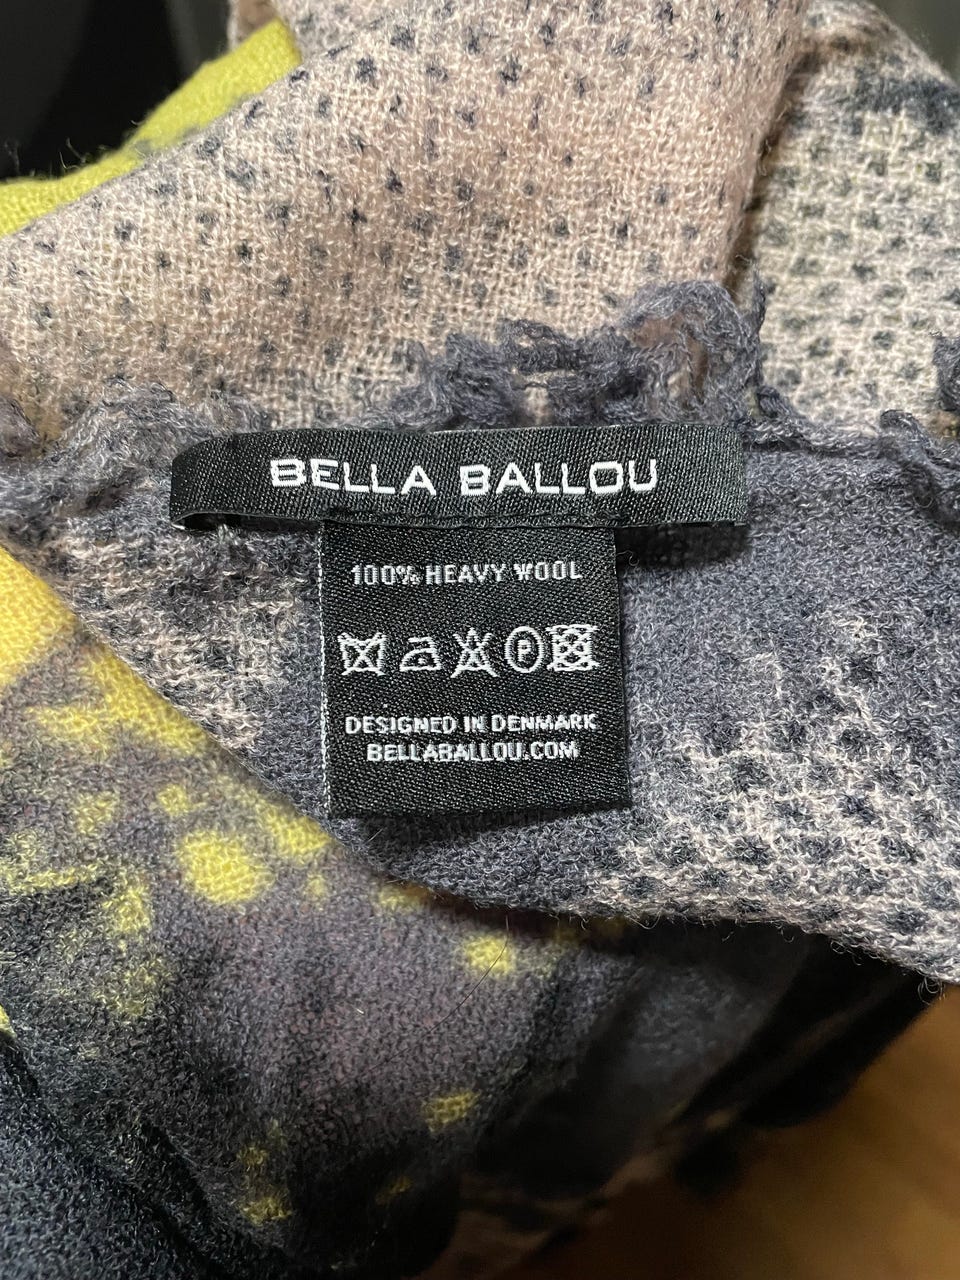 BELLA BALLOU
100% HEAVY WOOL
P
DESIGNED IN DENMARK
BELLABALLOU.COM